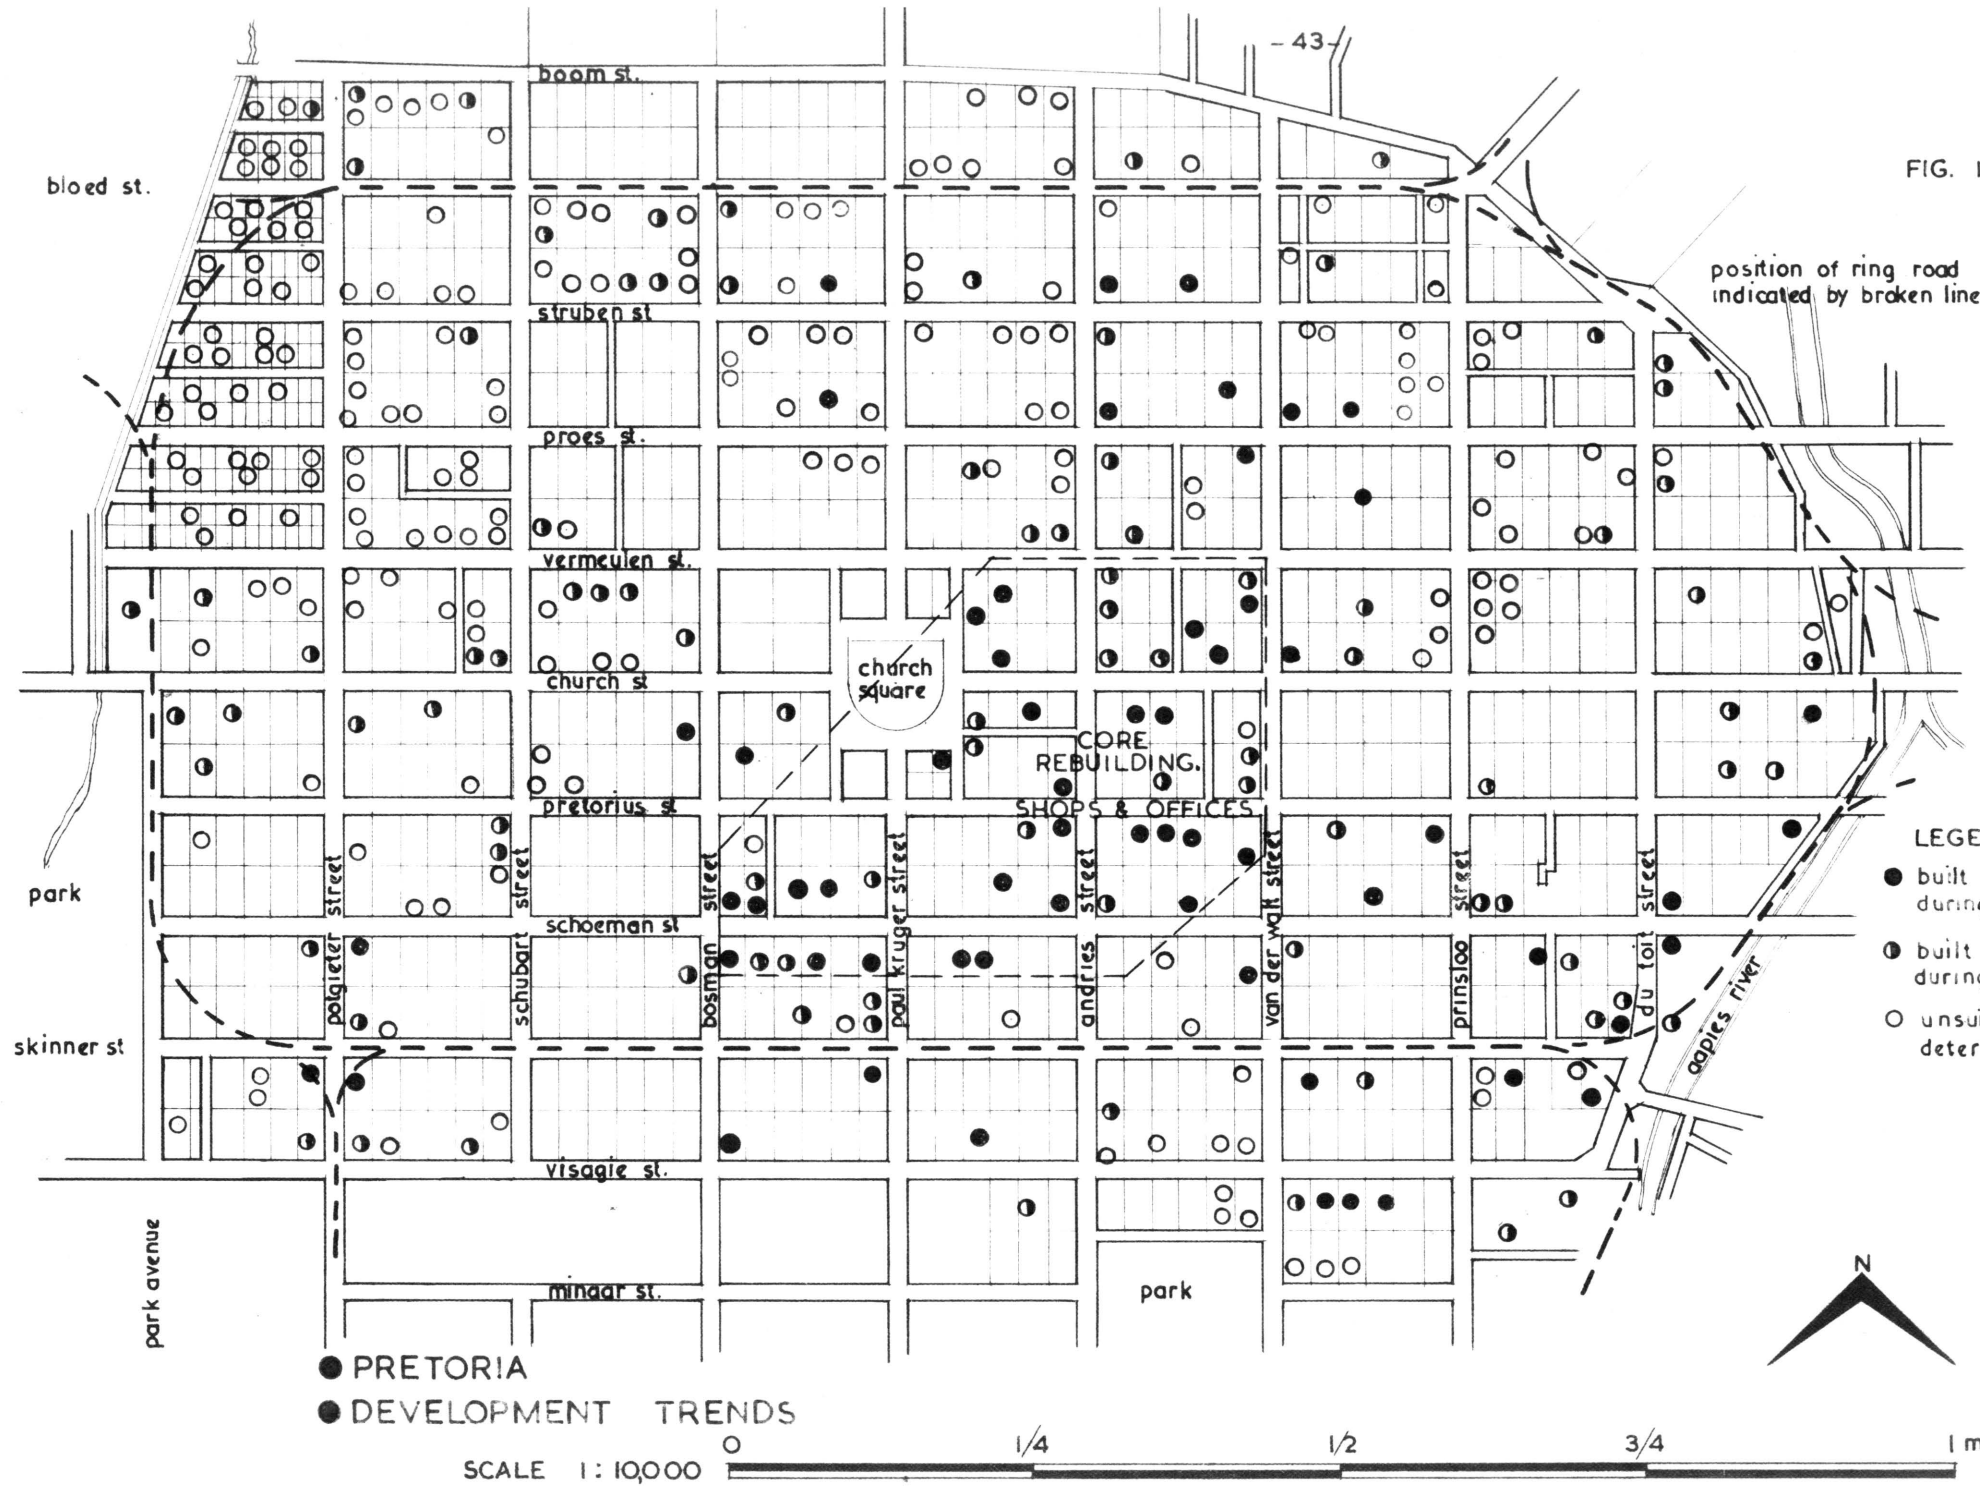 - 43 -
boom st.
FIG. 1
bloed st.
position of ring road
indicated by broken line
struben st
proes st.
vermeulen st.
church
square
church st
CORE
REBUILDING.
pretorius st
SHOPS & OFFICES
LEGE
built
during
park
potgieter street
schubart street
bosman street
paul kruger street
andries street
van der walt street
prinsloo street
du toit street
schoeman st
built
during
aapies river
unsui
deter
skinner st
visagie st.
park avenue
minaar st.
park
N
PRETORIA
DEVELOPMENT TRENDS
0 1/4 1/2 3/4 1 m
SCALE 1 : 10,000